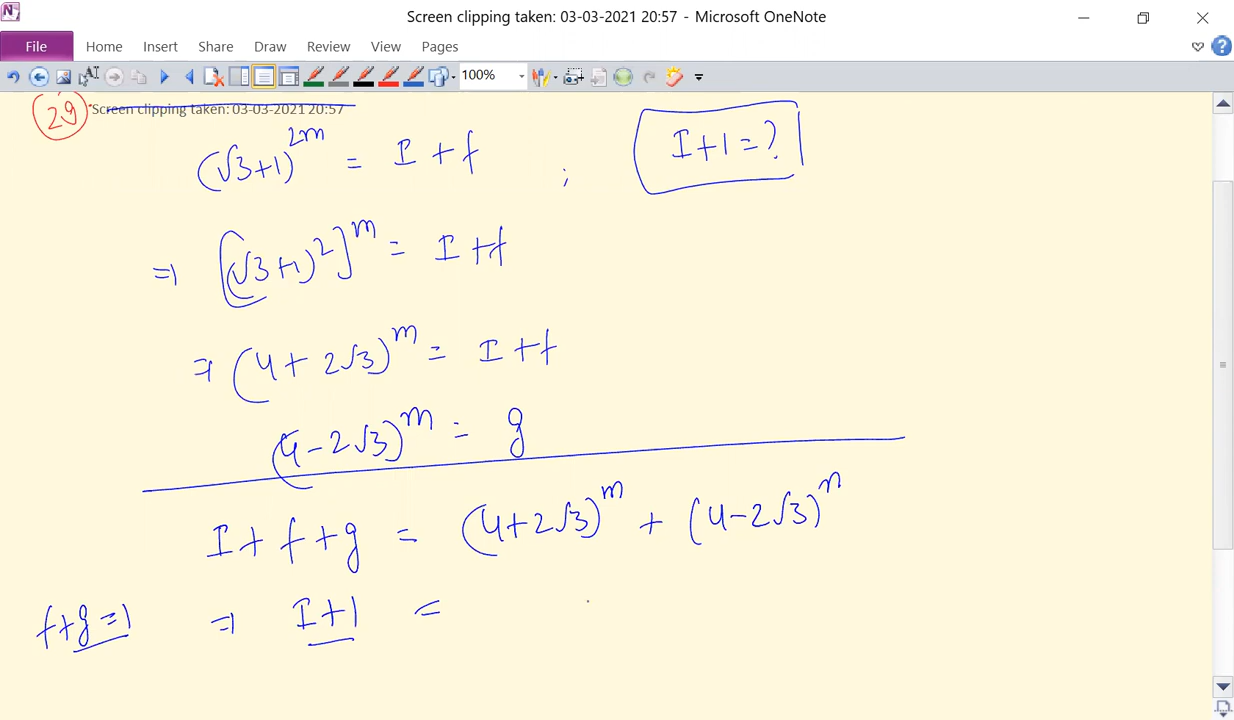 Screen clipping taken: 03-03-2021 20:57 - Microsoft OneNote
File Home Insert Share Draw Review View Pages
100%
29 Screen clipping taken: 03-03-2021 20:57
(√3+1)^2m = I + f ; I+1=?
⇒ [(√3+1)^2]^m = I + f
⇒ (4+2√3)^m = I + f
(4-2√3)^m = g
I + f + g = (4+2√3)^m + (4-2√3)^m
f+g=1 ⇒ I+1 =